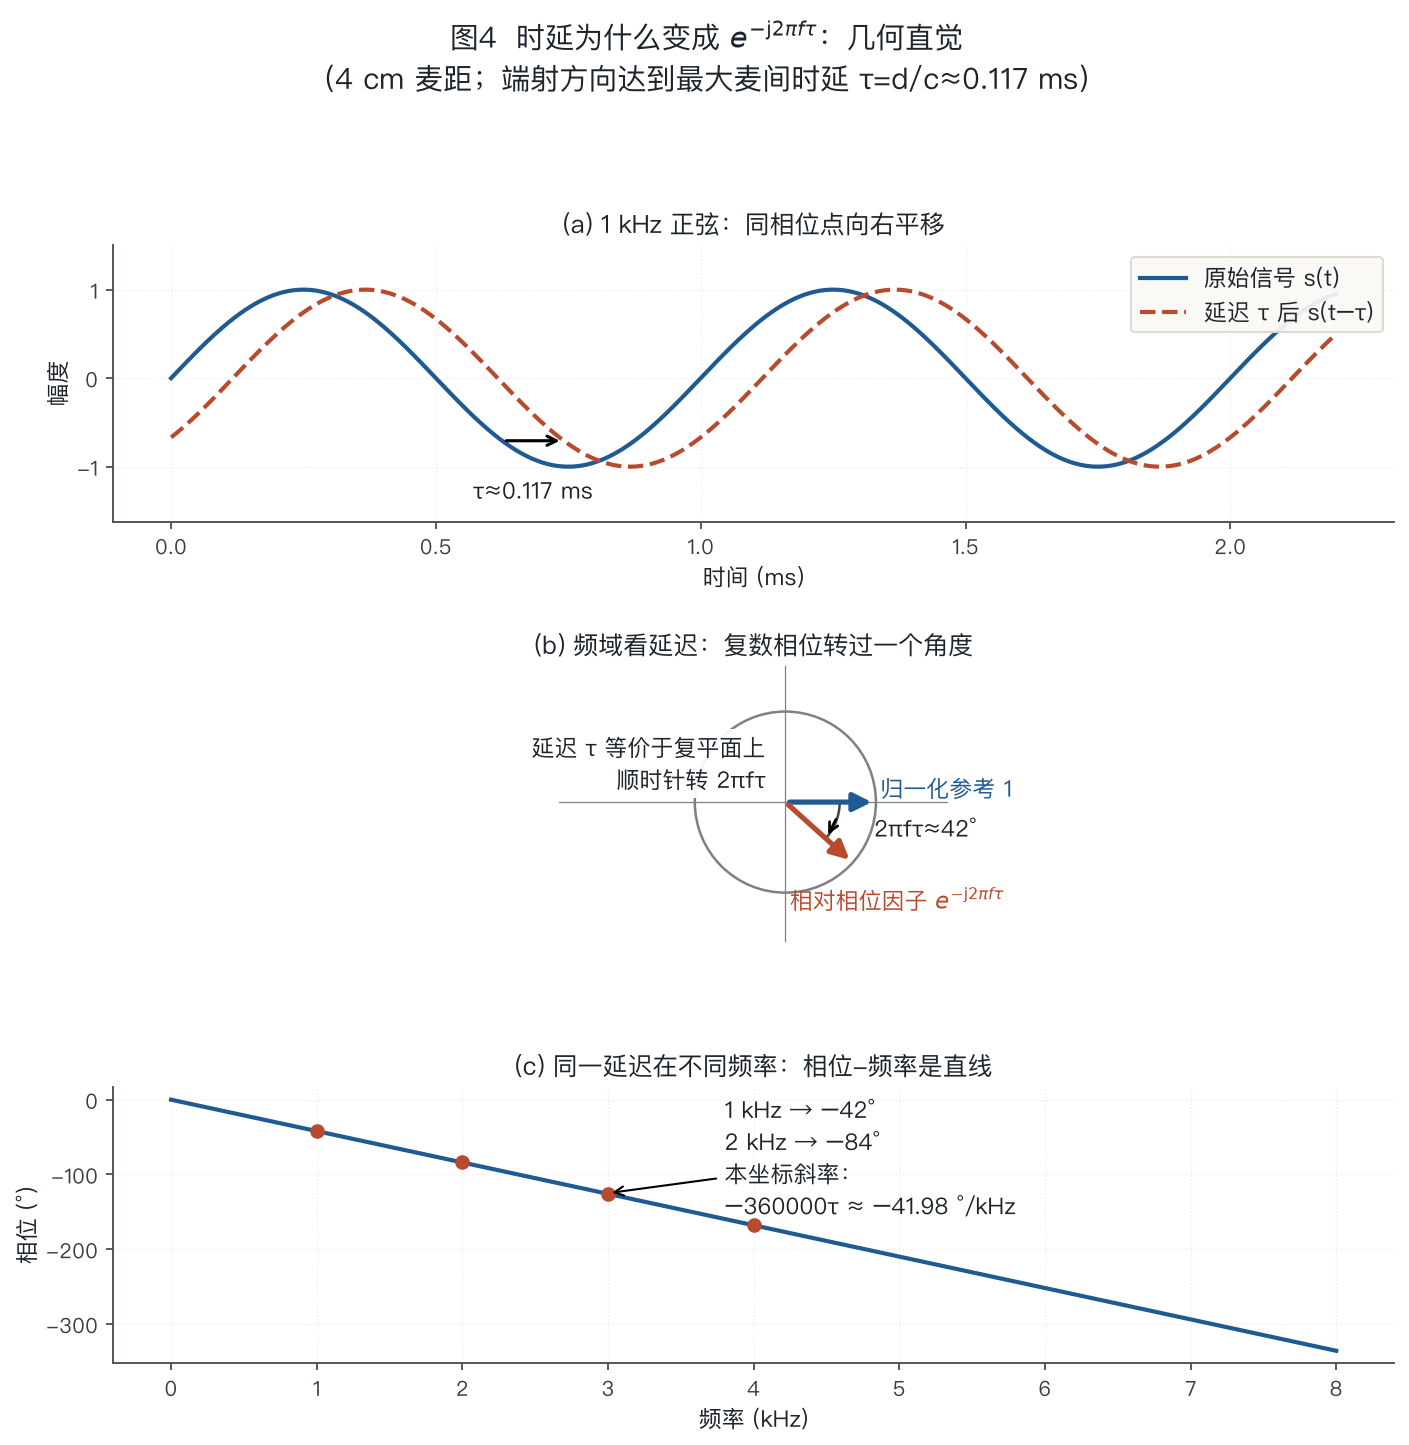 图4 时延为什么变成 e^{−j2πfτ}：几何直觉
(4 cm 麦距；端射方向达到最大麦间时延 τ=d/c≈0.117 ms)
(a) 1 kHz 正弦：同相位点向右平移
原始信号 s(t)
延迟 τ 后 s(t−τ)
幅度
1
0
−1
τ≈0.117 ms
0.0 0.5 1.0 1.5 2.0
时间 (ms)
(b) 频域看延迟：复数相位转过一个角度
延迟 τ 等价于复平面上
顺时针转 2πfτ
归一化参考 1
2πfτ≈42°
相对相位因子 e^{−j2πfτ}
(c) 同一延迟在不同频率：相位–频率是直线
相位 (°)
0
−100
−200
−300
1 kHz → −42°
2 kHz → −84°
本坐标斜率：
−360000τ ≈ −41.98 °/kHz
0 1 2 3 4 5 6 7 8
频率 (kHz)